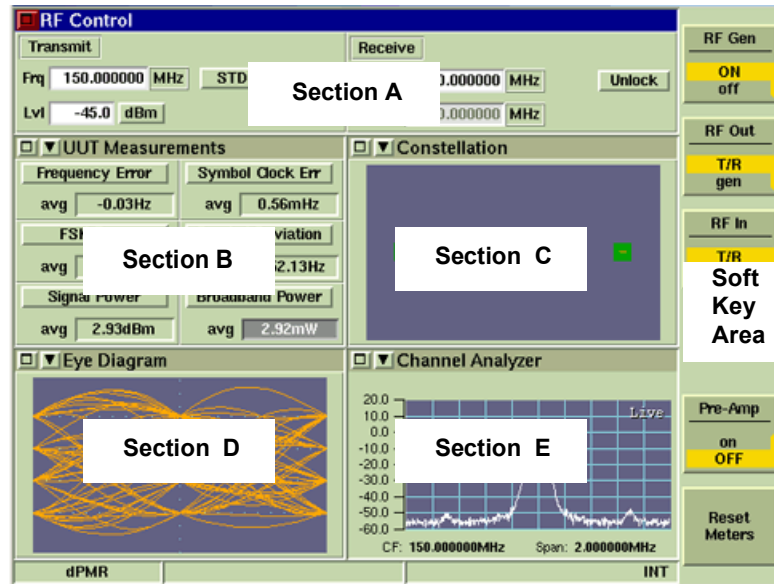 RF Control
Transmit
Receive
Frq 150.000000 MHz STD
0.000000 MHz Unlock
Lvl -45.0 dBm
0.000000 MHz
Section A
UUT Measurements
Frequency Error Symbol Clock Err
avg -0.03Hz avg 0.56mHz
FSK viation
avg 2.13Hz
Section B
Signal Power Broadband Power
avg 2.93dBm avg 2.92mW
Constellation
Section C
Eye Diagram
Section D
Channel Analyzer
20.0
10.0
0.0
-10.0
-20.0
-30.0
-40.0
-50.0
-60.0
Live
Section E
CF: 150.000000MHz Span: 2.000000MHz
dPMR
INT
RF Gen
ON
off
RF Out
T/R
gen
RF In
T/R
Soft
Key
Area
Pre-Amp
on
OFF
Reset
Meters